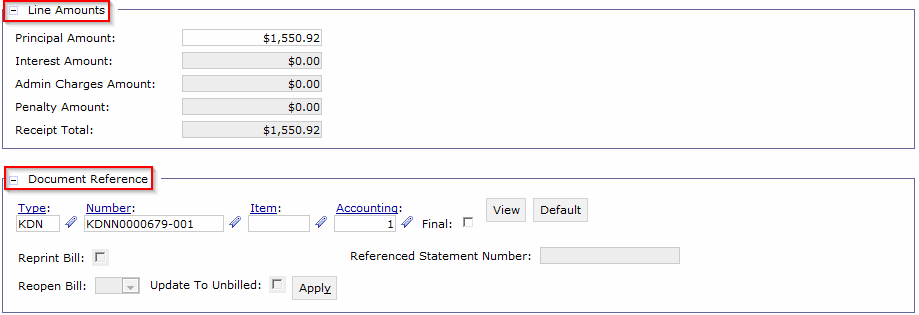 Line Amounts
Principal Amount: $1,550.92
Interest Amount: $0.00
Admin Charges Amount: $0.00
Penalty Amount: $0.00
Receipt Total: $1,550.92
Document Reference
Type: Number: Item: Accounting:
KDN KDNN0000679-001 1 Final: View Default
Reprint Bill: Referenced Statement Number:
Reopen Bill: Update To Unbilled: Apply